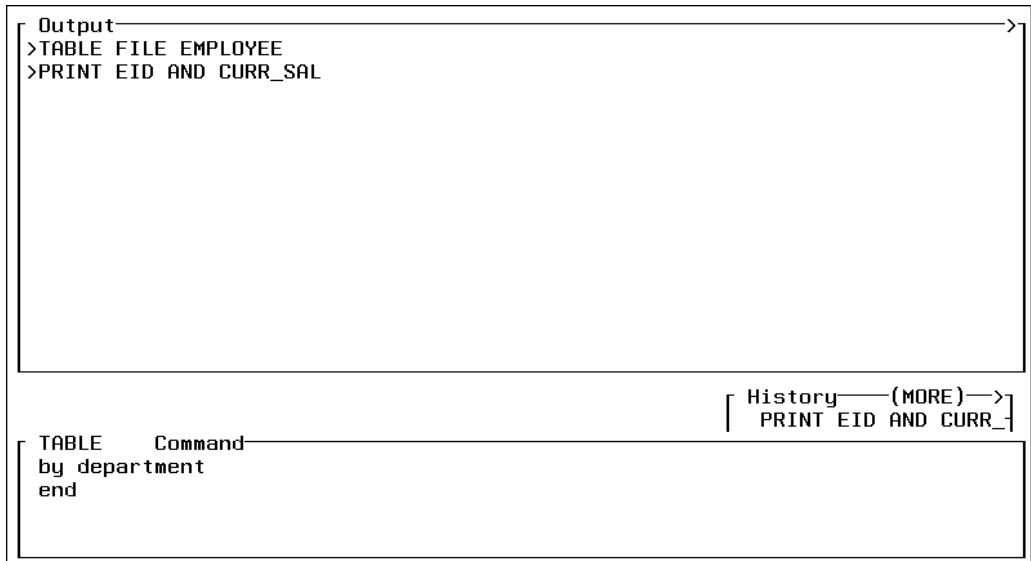 Output >
>TABLE FILE EMPLOYEE
>PRINT EID AND CURR_SAL
History (MORE) >
PRINT EID AND CURR_
TABLE Command
by department
end